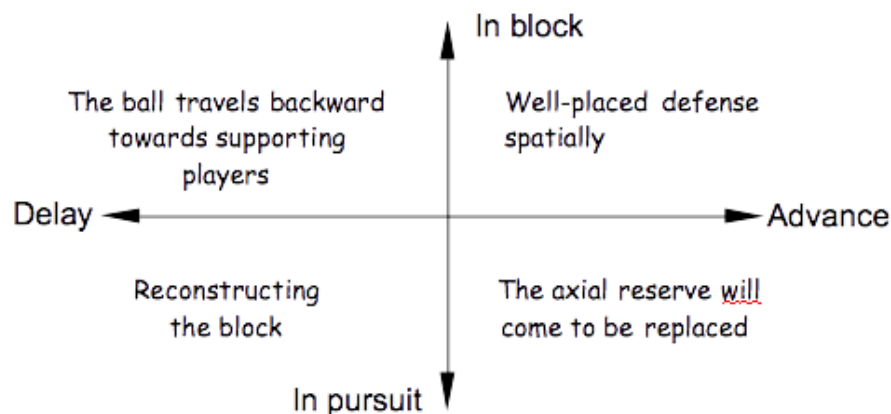 In block
The ball travels backward
towards supporting
players
Well-placed defense
spatially
Delay
Advance
Reconstructing
the block
The axial reserve will
come to be replaced
In pursuit